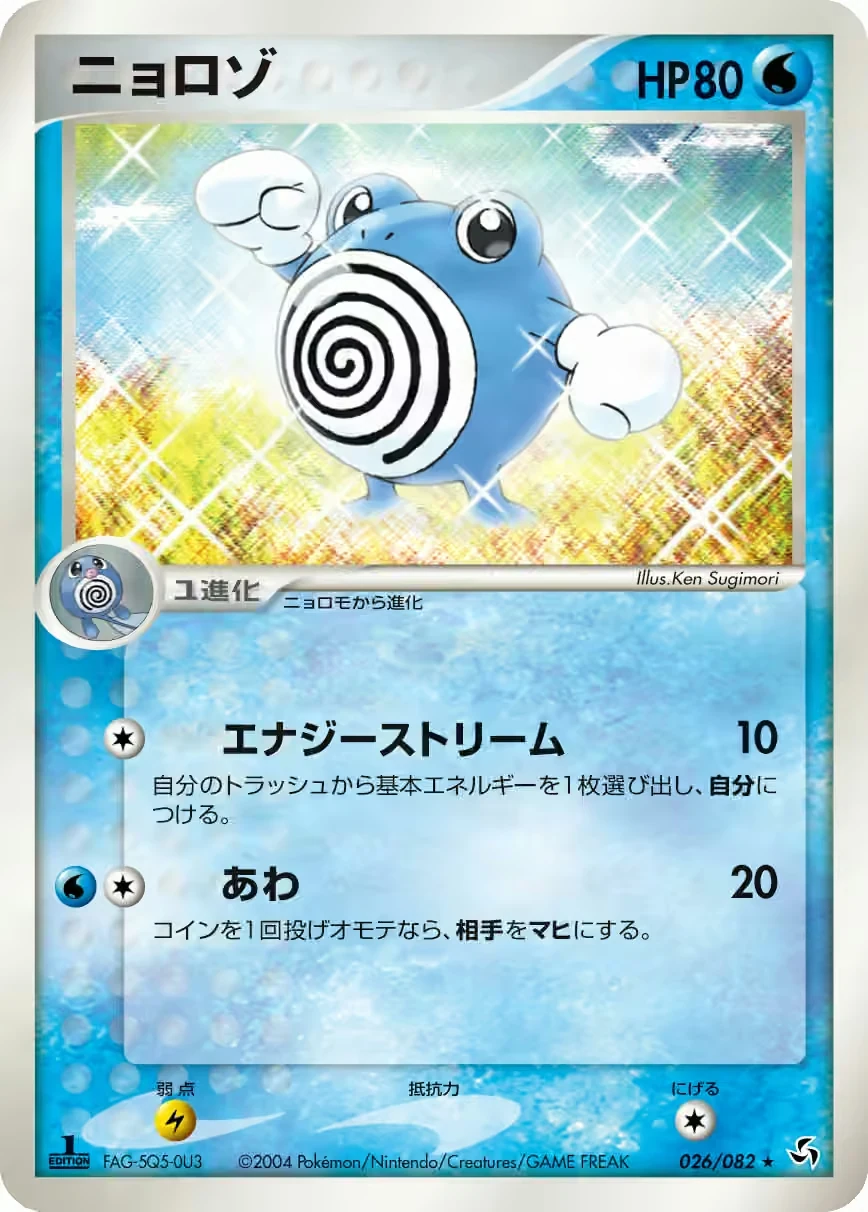 ニョロゾ HP80
Illus.Ken Sugimori
1進化 ニョロモから進化
エナジーストリーム 10
自分のトラッシュから基本エネルギーを1枚選び出し、自分に
つける。
あわ 20
コインを1回投げオモテなら、相手をマヒにする。
弱点 抵抗力 にげる
1 EDITION FAG-5Q5-0U3 ©2004 Pokémon/Nintendo/Creatures/GAME FREAK 026/082 ★